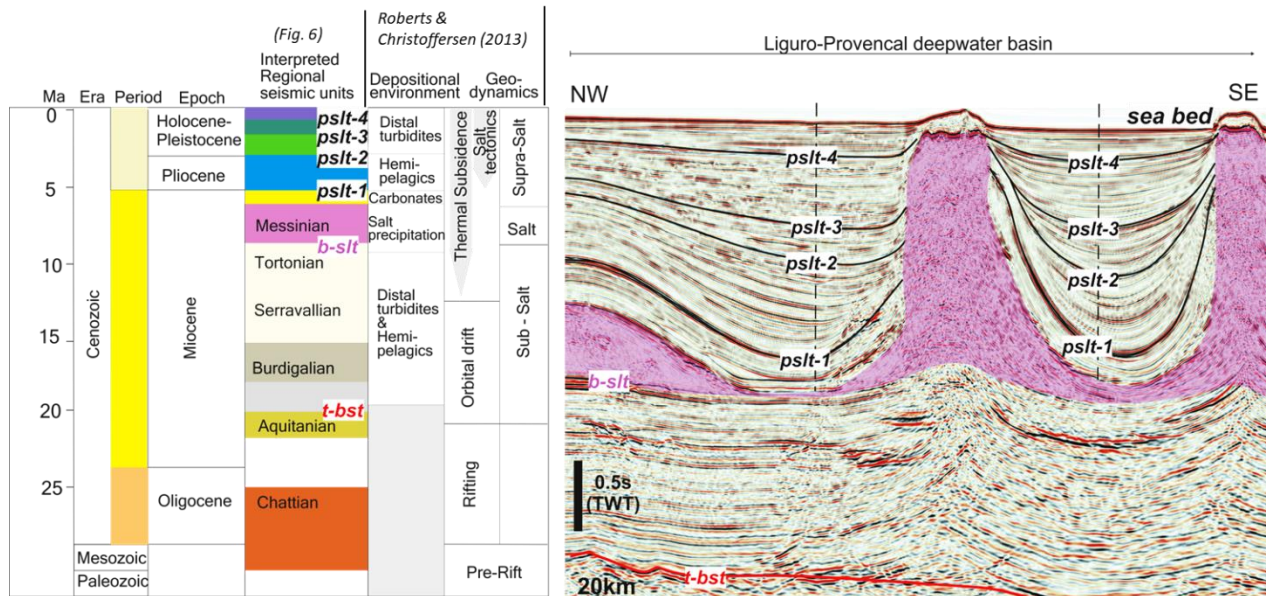 (Fig. 6)
Roberts &
Christoffersen (2013)
Interpreted
Regional
seismic units
Depositional
environment
Geo-
dynamics
Ma
Era
Period
Epoch
0
5
10
15
20
25
Cenozoic
Mesozoic
Paleozoic
Holocene-
Pleistocene
Pliocene
Miocene
Oligocene
pslt-4
pslt-3
pslt-2
pslt-1
Messinian
b-slt
Tortonian
Serravallian
Burdigalian
t-bst
Aquitanian
Chattian
Distal
turbidites
Hemi-
pelagics
Carbonates
Salt
precipitation
Distal
turbidites
&
Hemi-
pelagics
Thermal Subsidence
Salt
tectonics
Orbital drift
Rifting
Pre-Rift
Supra-Salt
Salt
Sub - Salt
Liguro-Provencal deepwater basin
NW
SE
sea bed
pslt-4
pslt-4
pslt-3
pslt-3
pslt-2
pslt-2
pslt-1
pslt-1
b-slt
0.5s
(TWT)
20km
t-bst